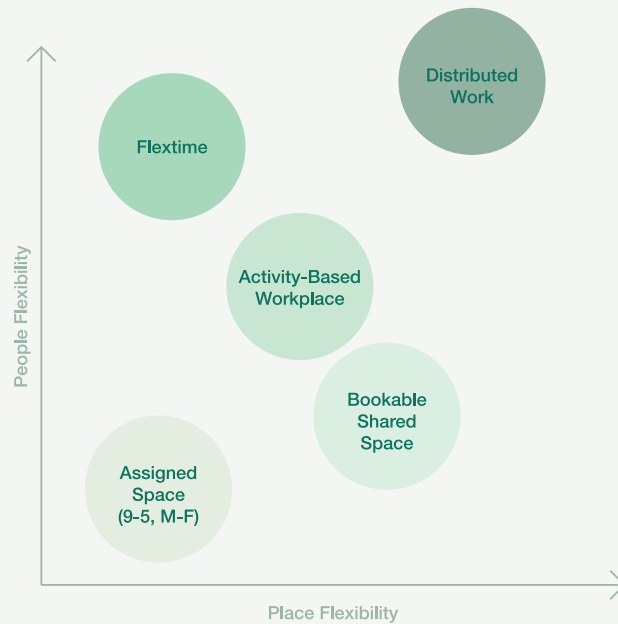 Distributed
Work
Flextime
Activity-Based
Workplace
Bookable
Shared
Space
Assigned
Space
(9-5, M-F)
People Flexibility
Place Flexibility